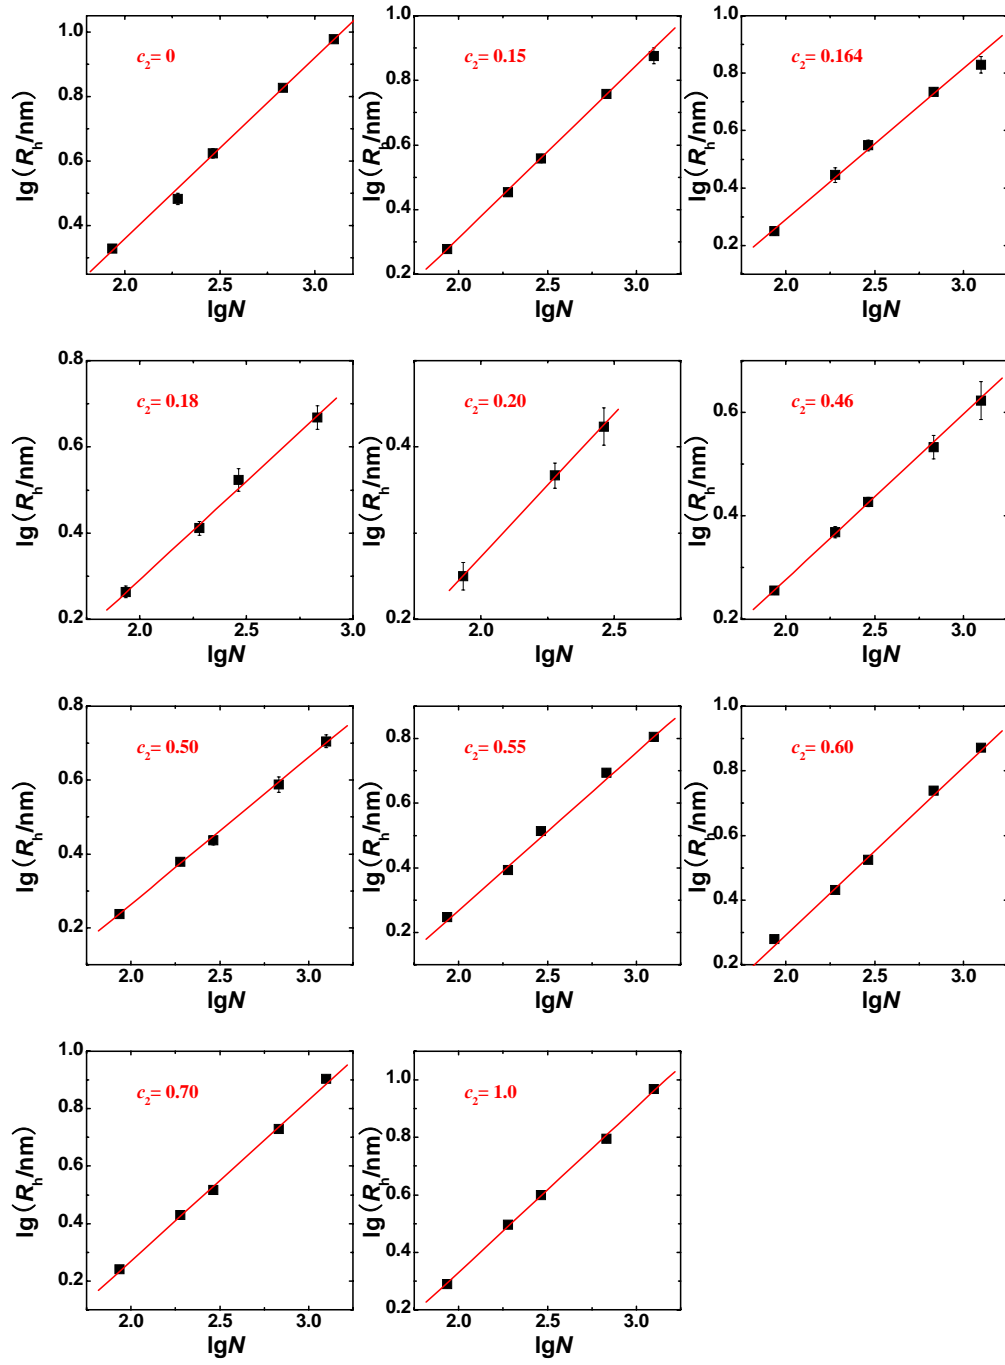 c2= 0
lg(Rh/nm)
1.0
0.8
0.6
0.4
2.0 2.5 3.0
lgN
c2= 0.15
lg(Rh/nm)
1.0
0.8
0.6
0.4
0.2
2.0 2.5 3.0
lgN
c2= 0.164
lg(Rh/nm)
1.0
0.8
0.6
0.4
0.2
2.0 2.5 3.0
lgN
c2= 0.18
lg(Rh/nm)
0.8
0.6
0.4
0.2
2.0 2.5 3.0
lgN
c2= 0.20
lg(Rh/nm)
0.4
0.2
2.0 2.5
lgN
c2= 0.46
lg(Rh/nm)
0.6
0.4
0.2
2.0 2.5 3.0
lgN
c2= 0.50
lg(Rh/nm)
0.8
0.6
0.4
0.2
2.0 2.5 3.0
lgN
c2= 0.55
lg(Rh/nm)
0.8
0.6
0.4
0.2
2.0 2.5 3.0
lgN
c2= 0.60
lg(Rh/nm)
1.0
0.8
0.6
0.4
0.2
2.0 2.5 3.0
lgN
c2= 0.70
lg(Rh/nm)
1.0
0.8
0.6
0.4
0.2
2.0 2.5 3.0
lgN
c2= 1.0
lg(Rh/nm)
1.0
0.8
0.6
0.4
0.2
2.0 2.5 3.0
lgN